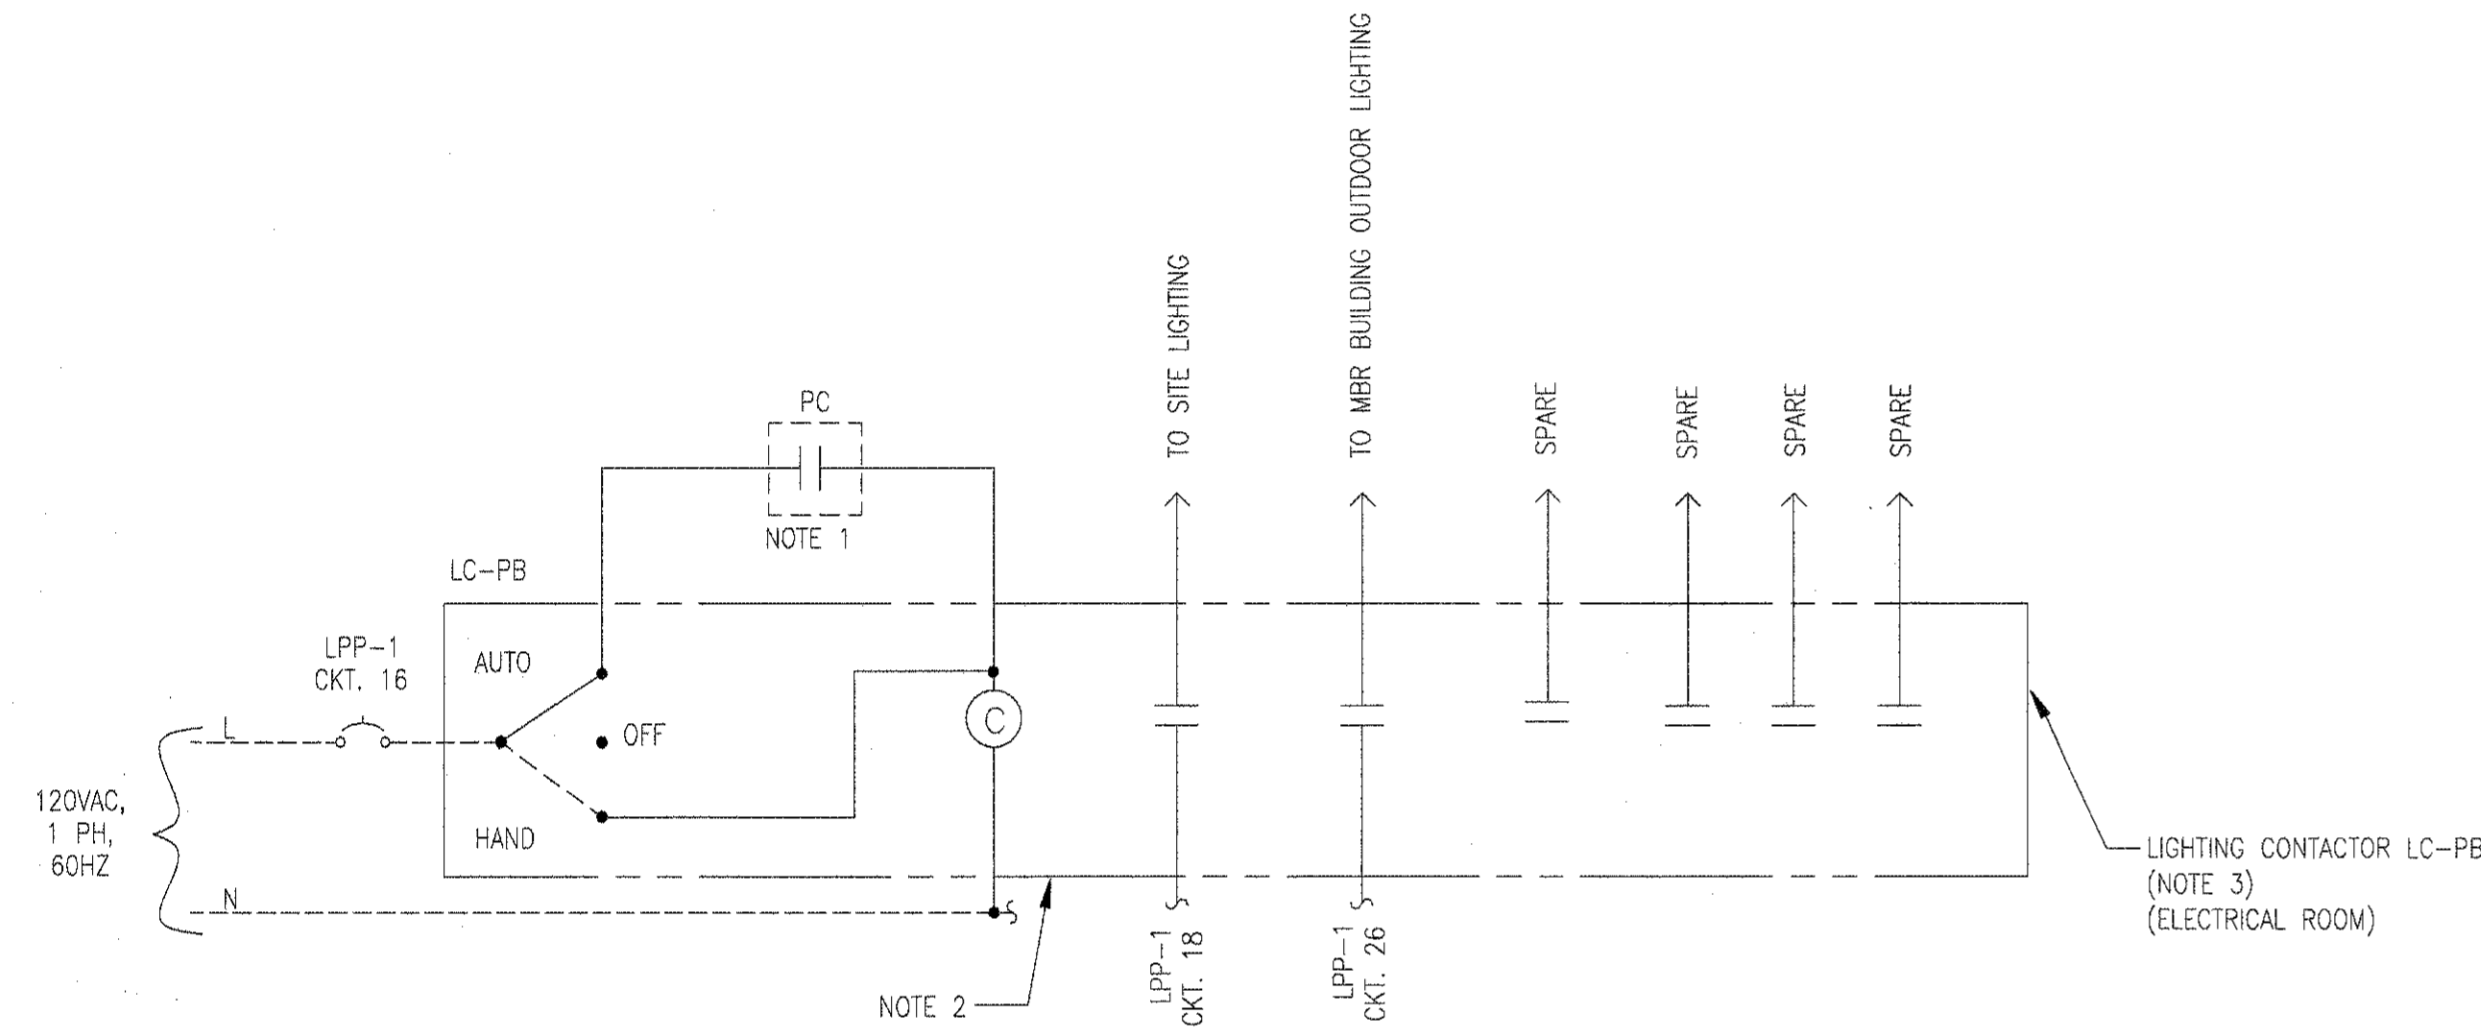 TO SITE LIGHTING
TO MBR BUILDING OUTDOOR LIGHTING
SPARE
SPARE
SPARE
SPARE
PC
NOTE 1
LC-PB
LPP-1
CKT. 16
AUTO
OFF
HAND
C
L
N
120VAC,
1 PH,
60HZ
LPP-1
CKT. 18
LPP-1
CKT. 26
NOTE 2
LIGHTING CONTACTOR LC-PB
(NOTE 3)
(ELECTRICAL ROOM)